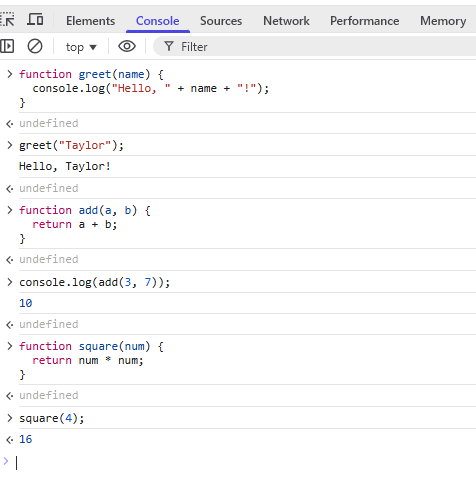 Elements Console Sources Network Performance Memory
top Filter
function greet(name) {
console.log("Hello, " + name + "!");
}
undefined
greet("Taylor");
Hello, Taylor!
undefined
function add(a, b) {
return a + b;
}
undefined
console.log(add(3, 7));
10
undefined
function square(num) {
return num * num;
}
undefined
square(4);
16